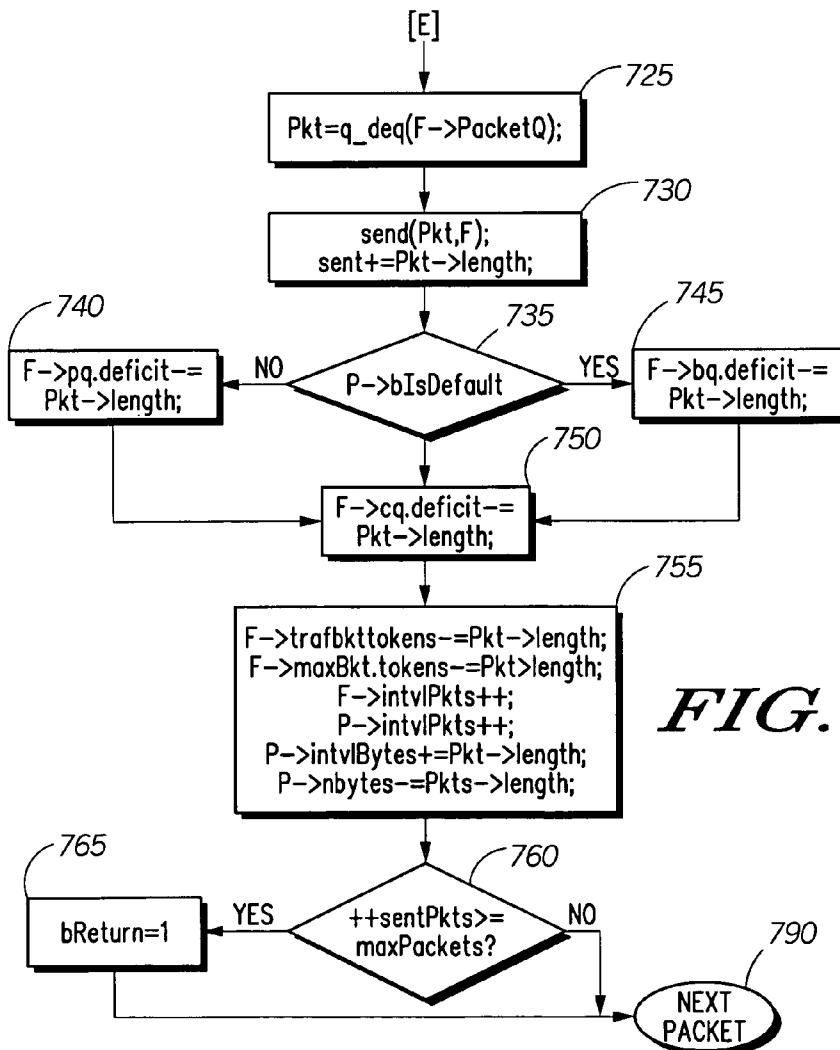 [E]
725
Pkt=q_deq(F->PacketQ);
730
send(Pkt,F);
sent+=Pkt->length;
740
735
745
F->pq.deficit-=
Pkt->length;
NO
P->bIsDefault
YES
F->bq.deficit-=
Pkt->length;
750
F->cq.deficit-=
Pkt->length;
755
F->trafbkttokens-=Pkt->length;
F->maxBkt.tokens-=Pkt>length;
F->intvlPkts++;
P->intvlPkts++;
P->intvlBytes+=Pkt->length;
P->nbytes-=Pkts->length;
FIG.
765
760
bReturn=1
YES
++sentPkts>=
maxPackets?
NO
790
NEXT
PACKET